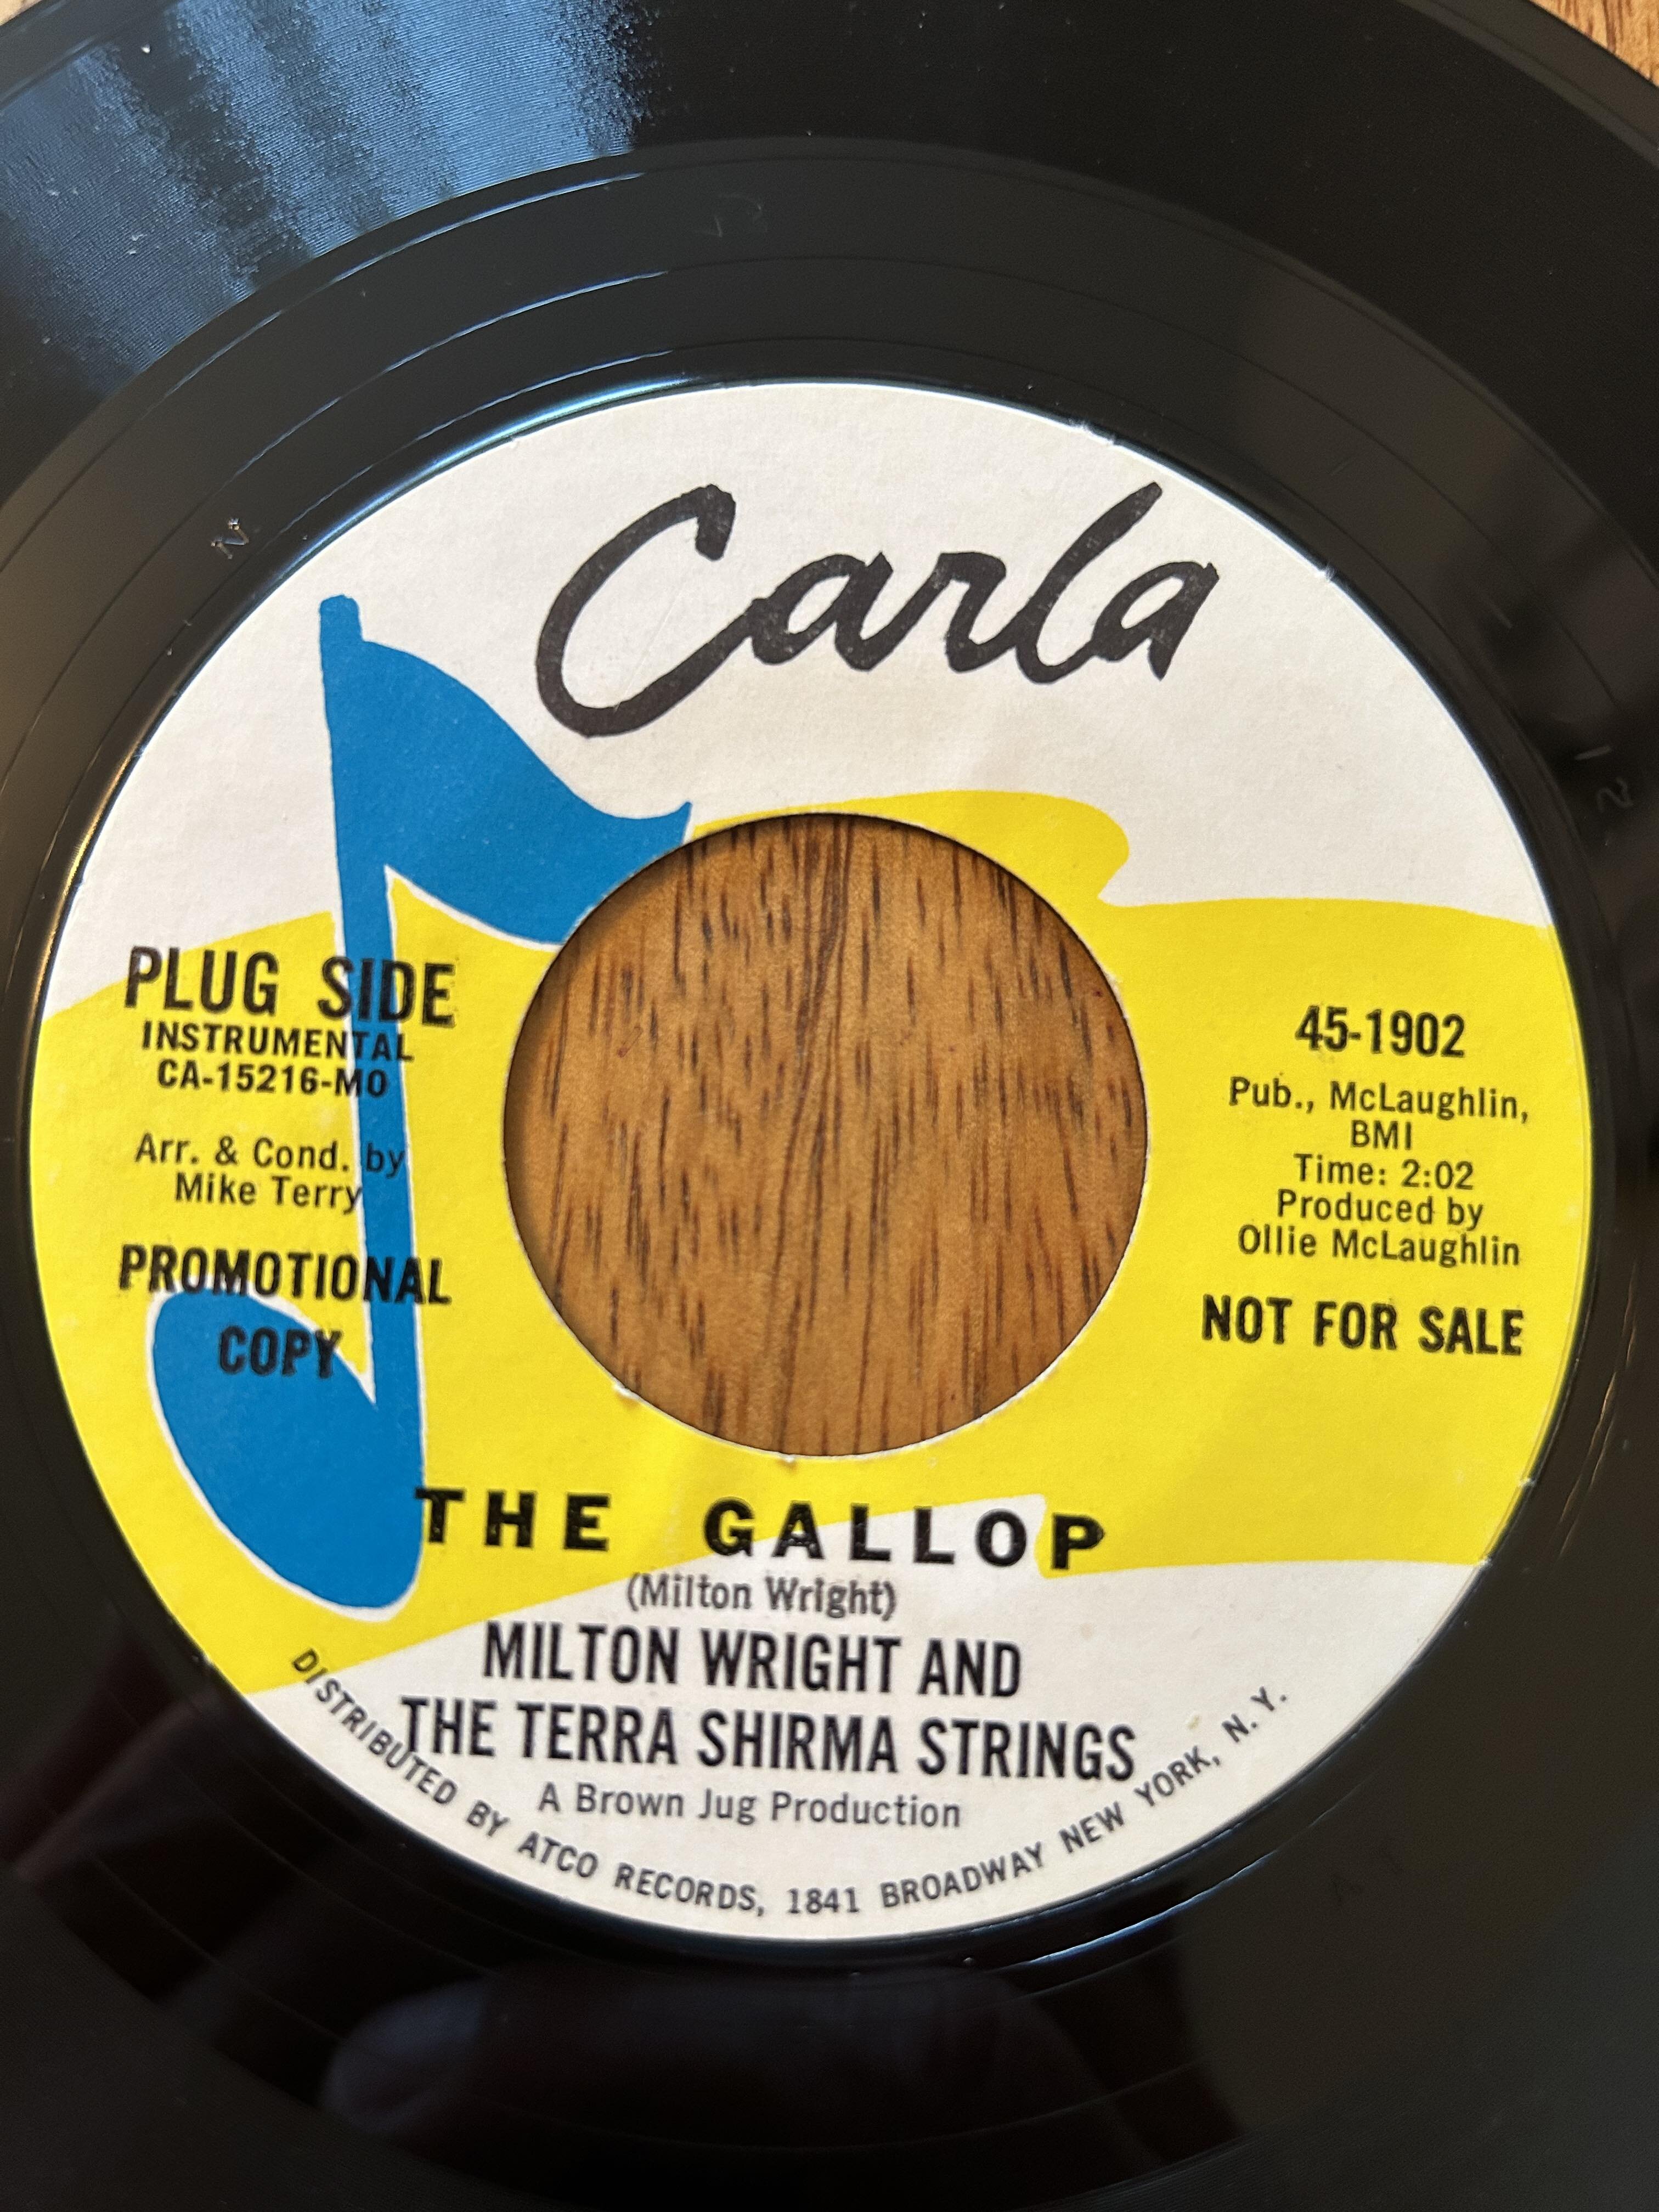 Carla
PLUG SIDE
INSTRUMENTAL
CA-15216-MO
Arr. & Cond. by
Mike Terry
PROMOTIONAL
COPY
45-1902
Pub., McLaughlin,
BMI
Time: 2:02
Produced by
Ollie McLaughlin
NOT FOR SALE
THE GALLOP
(Milton Wright)
MILTON WRIGHT AND
THE TERRA SHIRMA STRINGS
A Brown Jug Production
DISTRIBUTED BY ATCO RECORDS, 1841 BROADWAY NEW YORK, N.Y.